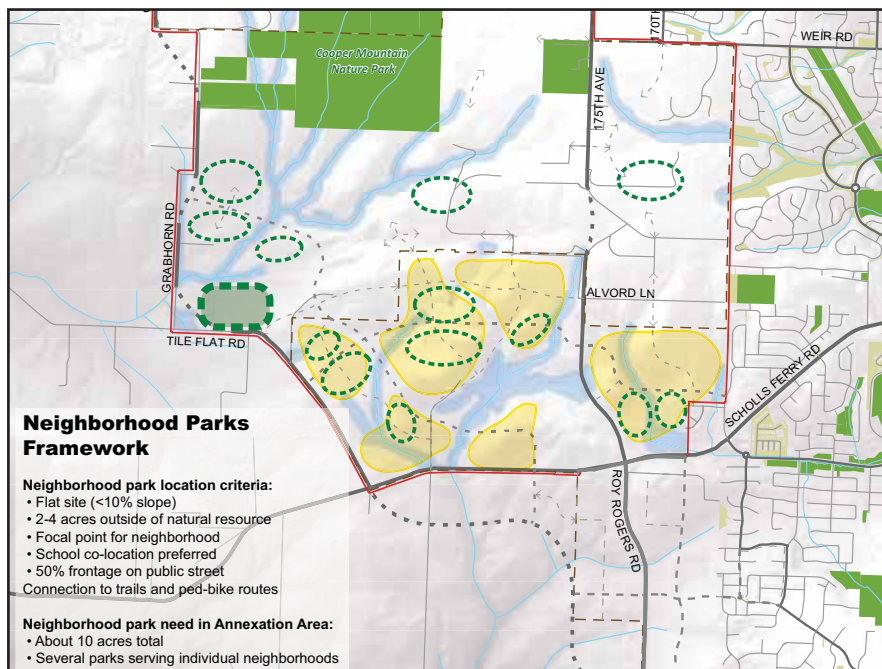 170TH
WEIR RD
Cooper Mountain
Nature Park
175TH AVE
GRABHORN RD
ALVORD LN
TILE FLAT RD
SCHOLLS FERRY RD
ROY ROGERS RD
Neighborhood Parks
Framework
Neighborhood park location criteria:
• Flat site (<10% slope)
• 2-4 acres outside of natural resource
• Focal point for neighborhood
• School co-location preferred
• 50% frontage on public street
Connection to trails and ped-bike routes
Neighborhood park need in Annexation Area:
• About 10 acres total
• Several parks serving individual neighborhoods